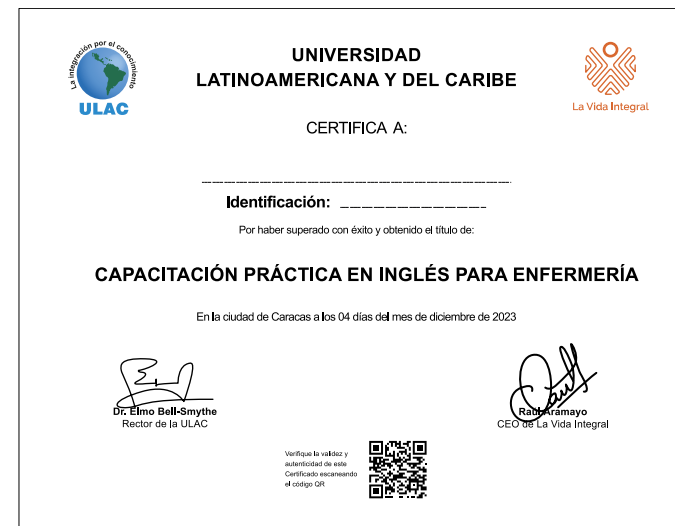 La integración por el conocimiento
ULAC
UNIVERSIDAD
LATINOAMERICANA Y DEL CARIBE
La Vida Integral
CERTIFICA A:
Identificación:
Por haber superado con éxito y obtenido el título de:
CAPACITACIÓN PRÁCTICA EN INGLÉS PARA ENFERMERÍA
En la ciudad de Caracas a los 04 días del mes de diciembre de 2023
Dr. Elmo Bell-Smythe
Rector de la ULAC
Raúl Aramayo
CEO de La Vida Integral
Verifique la validez y
autenticidad de este
Certificado escaneando
el código QR